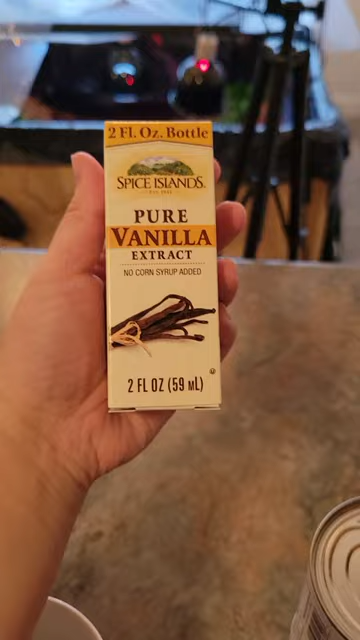 2 Fl. Oz. Bottle
SPICE ISLANDS®
PURE
VANILLA
EXTRACT
NO CORN SYRUP ADDED
2 FL OZ (59 mL)